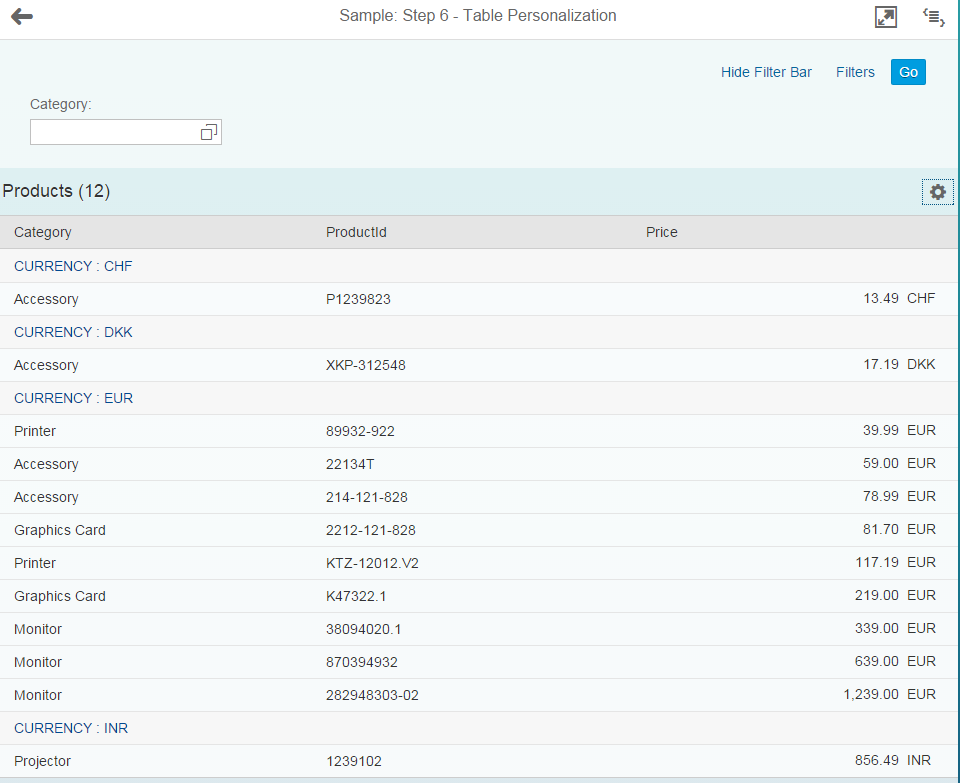 Sample: Step 6 - Table Personalization
Hide Filter Bar Filters Go
Category:
Products (12)
Category ProductId Price
CURRENCY : CHF
Accessory P1239823 13.49 CHF
CURRENCY : DKK
Accessory XKP-312548 17.19 DKK
CURRENCY : EUR
Printer 89932-922 39.99 EUR
Accessory 22134T 59.00 EUR
Accessory 214-121-828 78.99 EUR
Graphics Card 2212-121-828 81.70 EUR
Printer KTZ-12012.V2 117.19 EUR
Graphics Card K47322.1 219.00 EUR
Monitor 38094020.1 339.00 EUR
Monitor 870394932 639.00 EUR
Monitor 282948303-02 1,239.00 EUR
CURRENCY : INR
Projector 1239102 856.49 INR